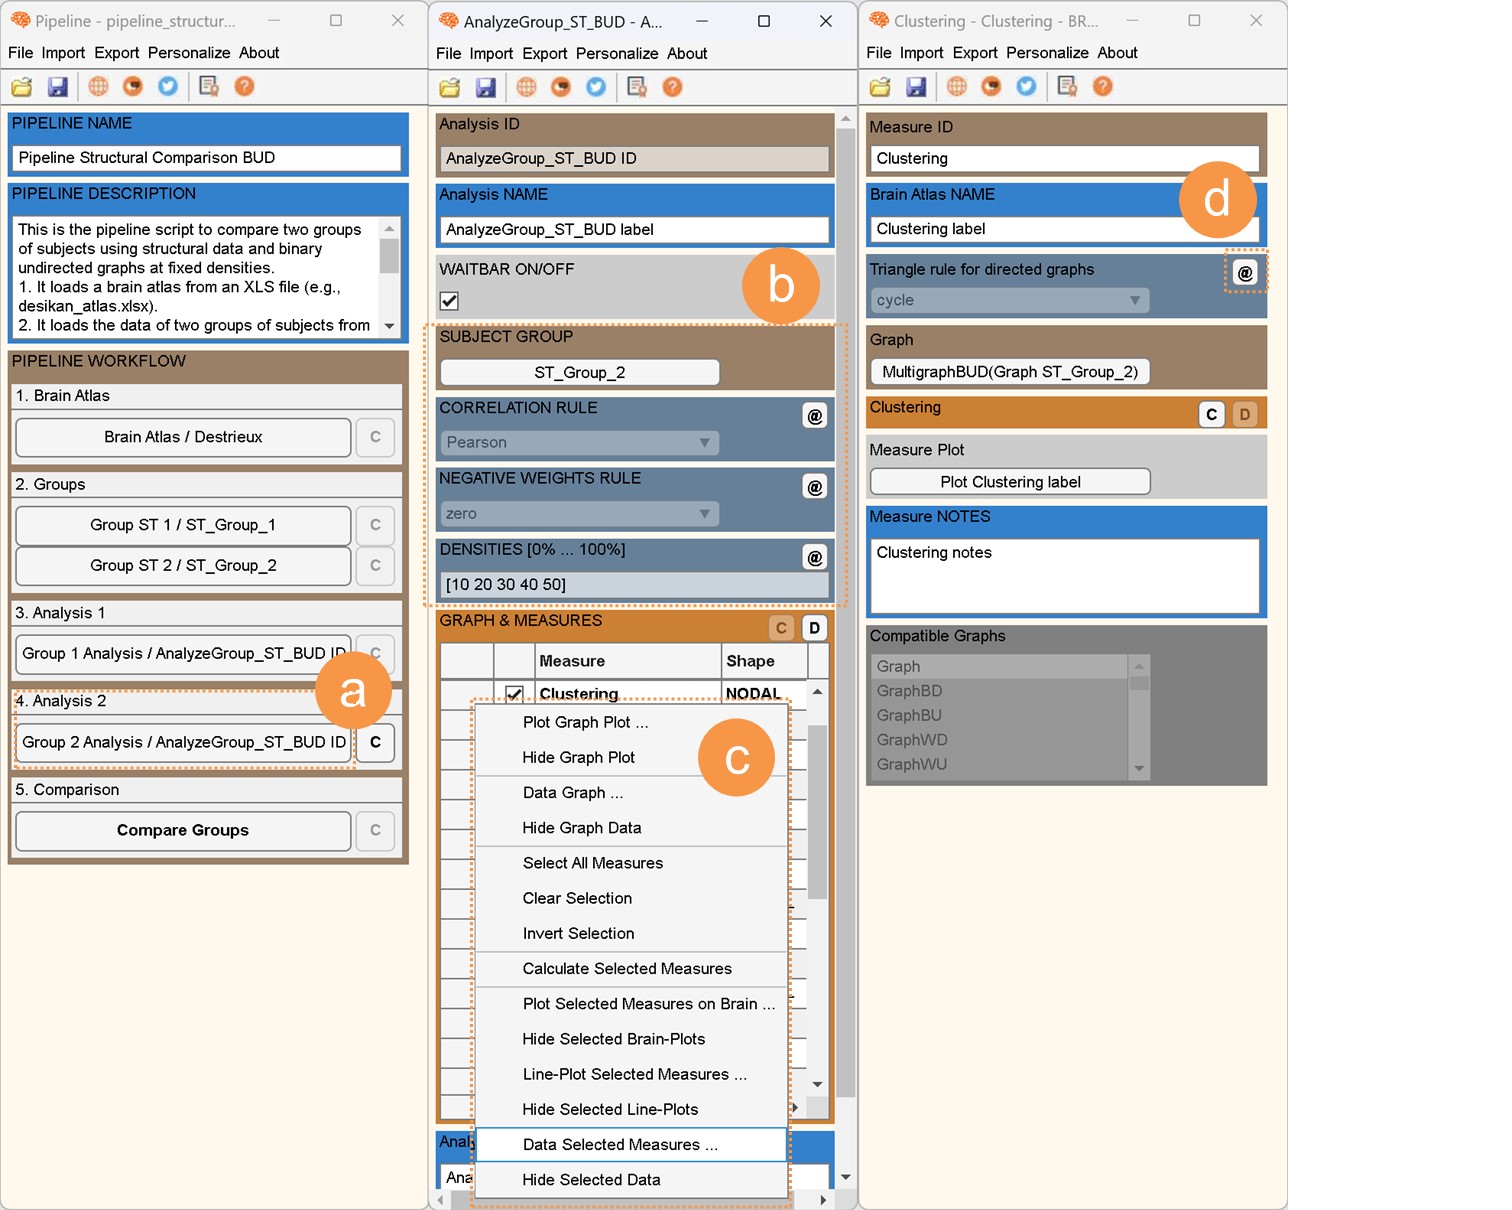 Pipeline - pipeline_structur...
File Import Export Personalize About
PIPELINE NAME
Pipeline Structural Comparison BUD
PIPELINE DESCRIPTION
This is the pipeline script to compare two groups
of subjects using structural data and binary
undirected graphs at fixed densities.
1. It loads a brain atlas from an XLS file (e.g.,
desikan_atlas.xlsx).
2. It loads the data of two groups of subjects from
PIPELINE WORKFLOW
1. Brain Atlas
Brain Atlas / Destrieux C
2. Groups
Group ST 1 / ST_Group_1 C
Group ST 2 / ST_Group_2 C
3. Analysis 1
Group 1 Analysis / AnalyzeGroup_ST_BUD ID C
a
4. Analysis 2
Group 2 Analysis / AnalyzeGroup_ST_BUD ID C
5. Comparison
Compare Groups C
AnalyzeGroup_ST_BUD - A...
File Import Export Personalize About
Analysis ID
AnalyzeGroup_ST_BUD ID
Analysis NAME
AnalyzeGroup_ST_BUD label
WAITBAR ON/OFF
b
SUBJECT GROUP
ST_Group_2
CORRELATION RULE @
Pearson
NEGATIVE WEIGHTS RULE @
zero
DENSITIES [0% ... 100%] @
[10 20 30 40 50]
GRAPH & MEASURES C D
Measure Shape
Clustering NODAL
c
Plot Graph Plot ...
Hide Graph Plot
Data Graph ...
Hide Graph Data
Select All Measures
Clear Selection
Invert Selection
Calculate Selected Measures
Plot Selected Measures on Brain ...
Hide Selected Brain-Plots
Line-Plot Selected Measures ...
Hide Selected Line-Plots
Data Selected Measures ...
Hide Selected Data
Anal
Ana
Clustering - Clustering - BR...
File Import Export Personalize About
Measure ID
Clustering
d
Brain Atlas NAME
Clustering label
Triangle rule for directed graphs @
cycle
Graph
MultigraphBUD(Graph ST_Group_2)
Clustering C D
Measure Plot
Plot Clustering label
Measure NOTES
Clustering notes
Compatible Graphs
Graph
GraphBD
GraphBU
GraphWD
GraphWU